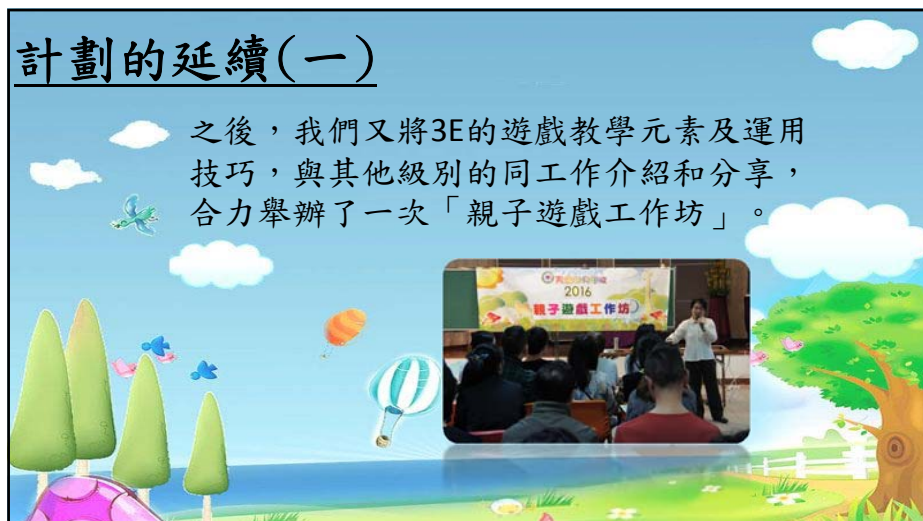 計劃的延續(一)
之後，我們又將3E的遊戲教學元素及運用
技巧，與其他級別的同工作介紹和分享，
合力舉辦了一次「親子遊戲工作坊」。
2016
親子遊戲工作坊